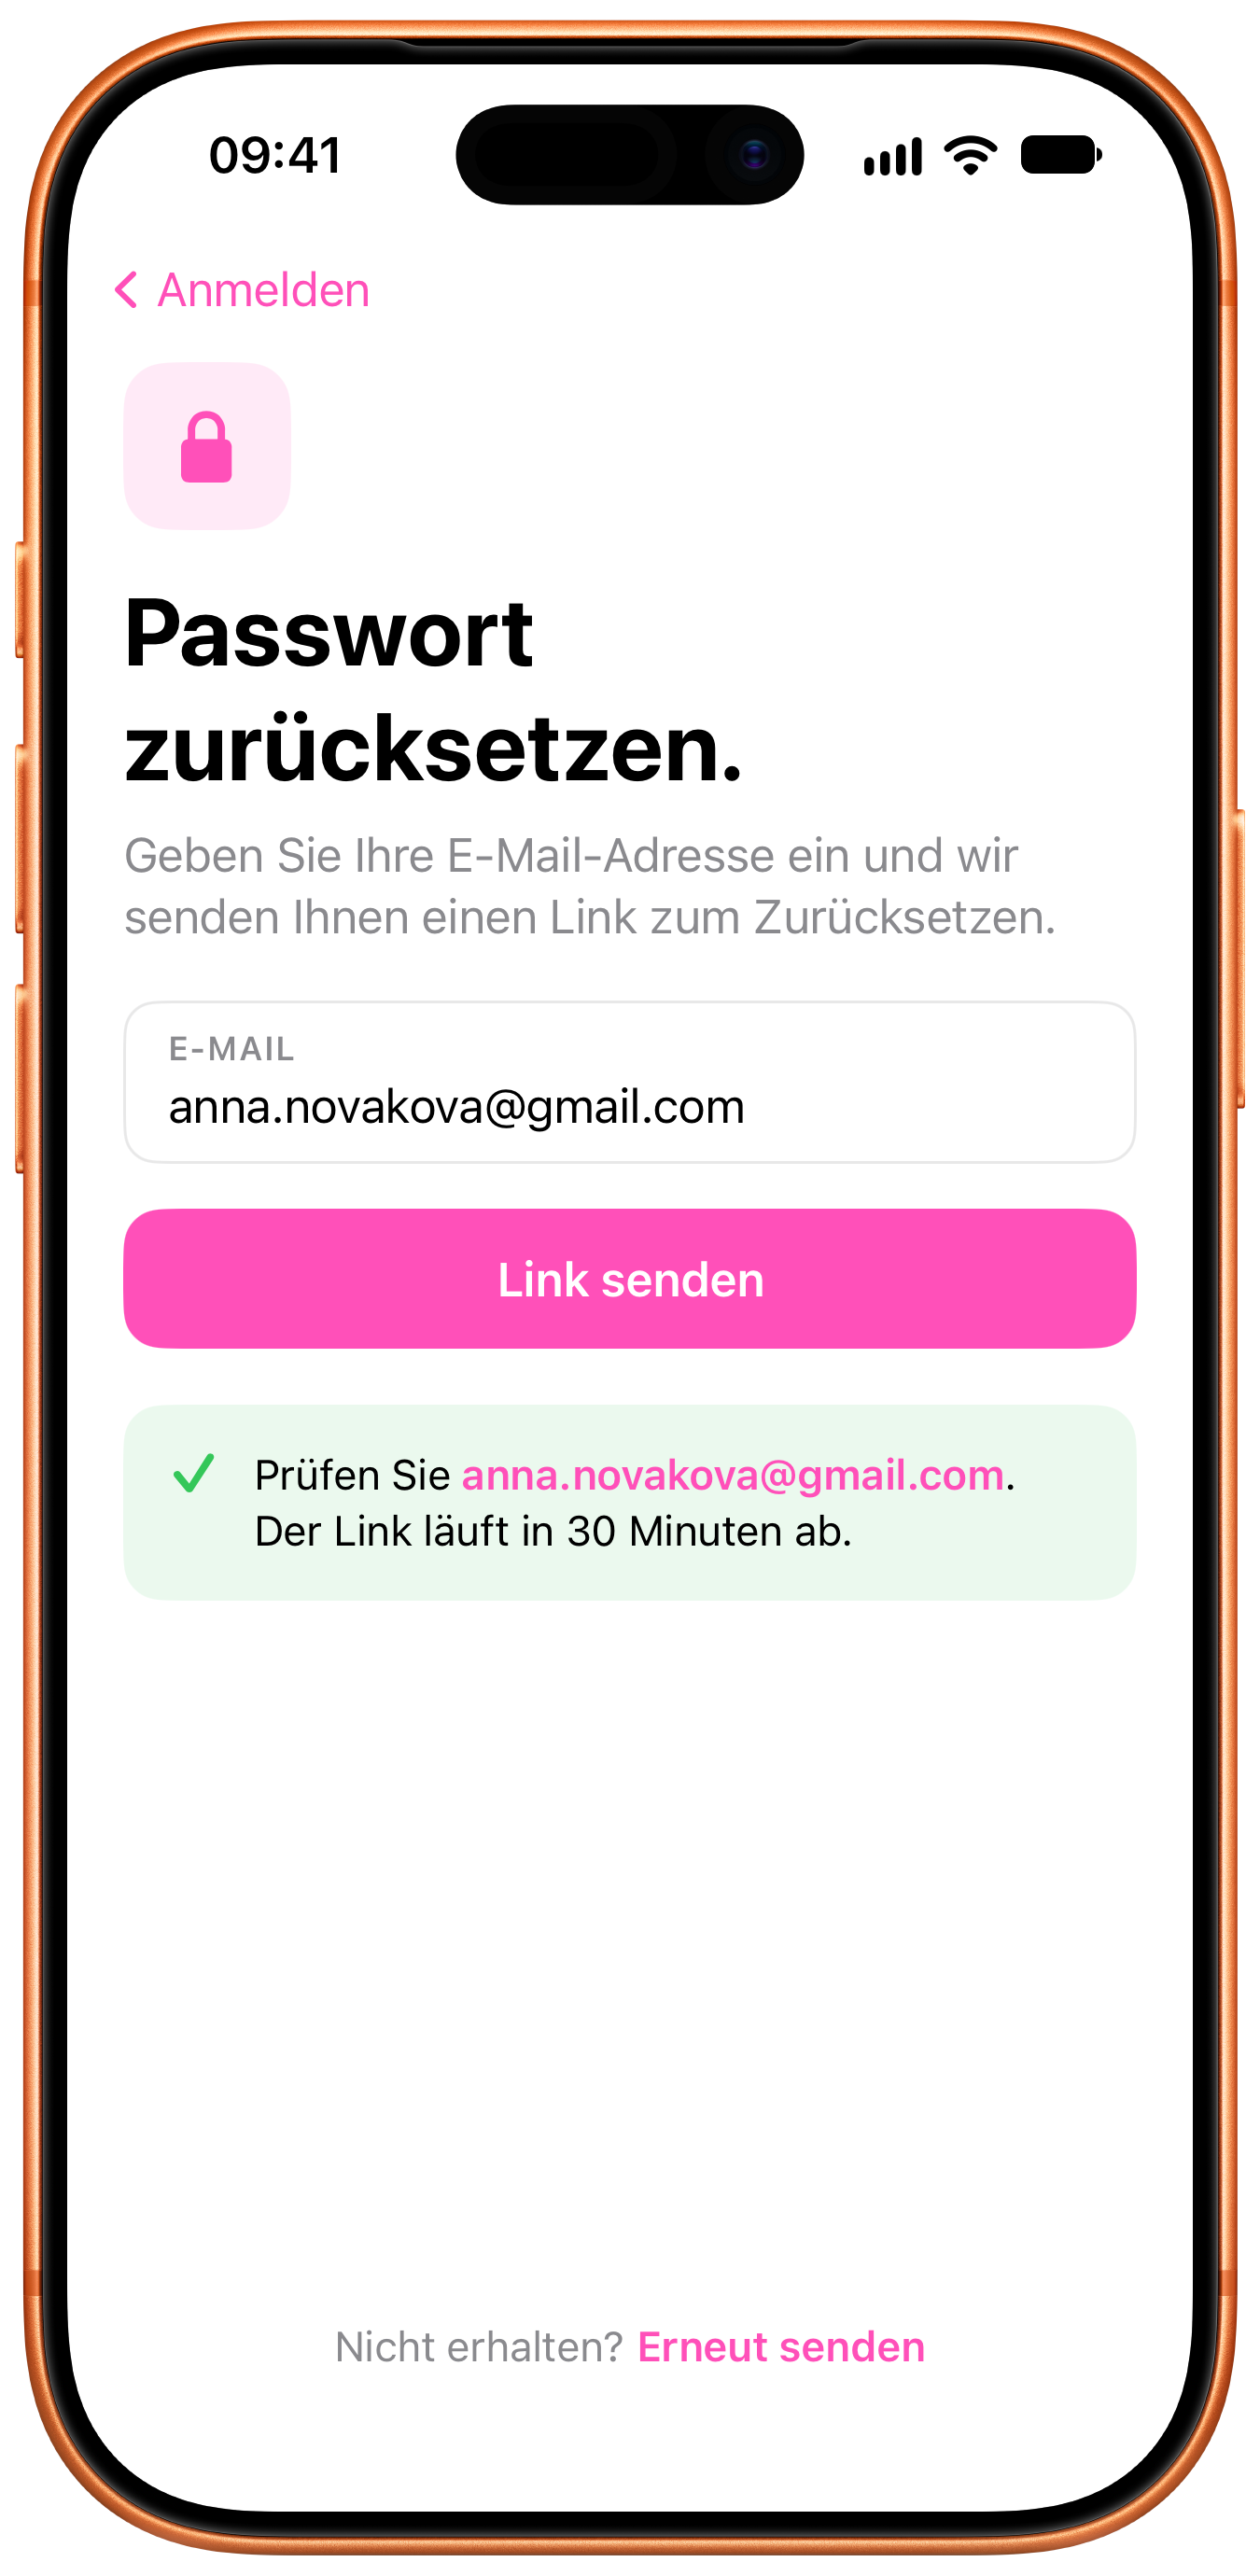 09:41
Anmelden
Passwort
zurücksetzen.
Geben Sie Ihre E-Mail-Adresse ein und wir
senden Ihnen einen Link zum Zurücksetzen.
E-MAIL
anna.novakova@gmail.com
Link senden
Prüfen Sie anna.novakova@gmail.com.
Der Link läuft in 30 Minuten ab.
Nicht erhalten? Erneut senden